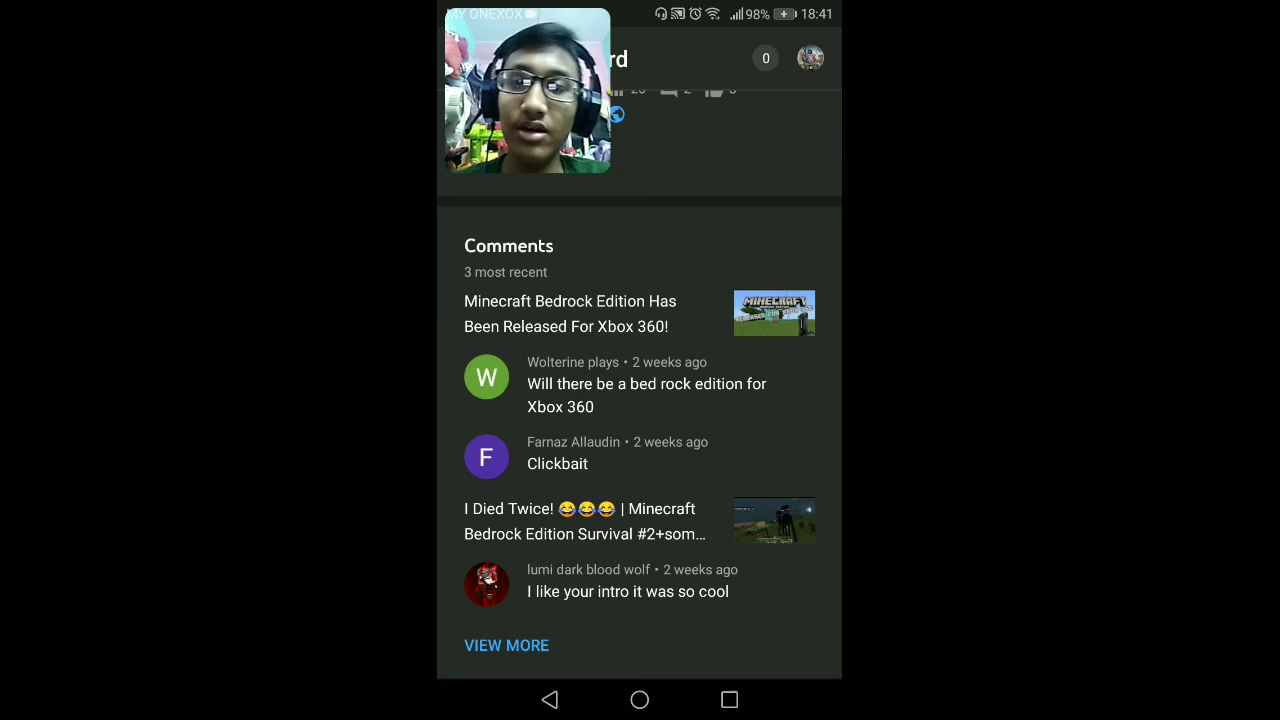 MY ONEXOX 98% 18:41
rd 0
Comments
3 most recent
Minecraft Bedrock Edition Has
Been Released For Xbox 360!
MINECRAFT
Wolterine plays • 2 weeks ago
W
Will there be a bed rock edition for
Xbox 360
Farnaz Allaudin • 2 weeks ago
F
Clickbait
I Died Twice! 😂😂😂 | Minecraft
Bedrock Edition Survival #2+som…
lumi dark blood wolf • 2 weeks ago
I like your intro it was so cool
VIEW MORE